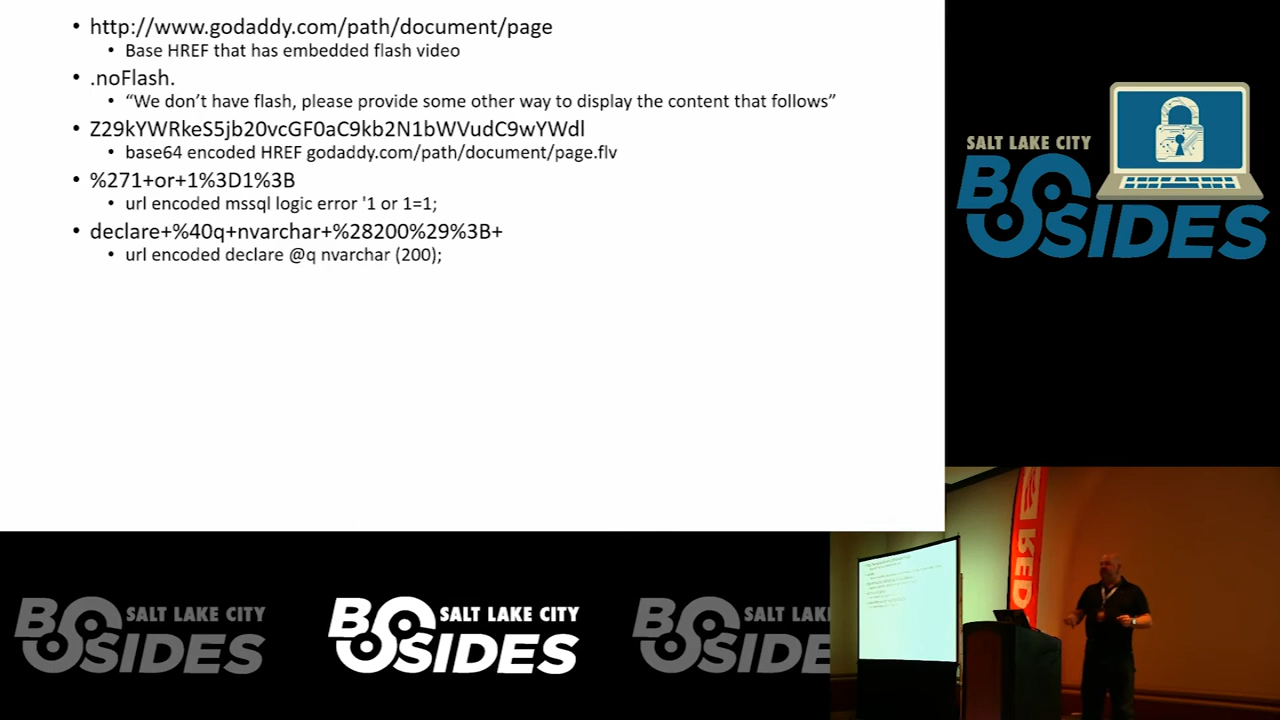 • http://www.godaddy.com/path/document/page
• Base HREF that has embedded flash video
• .noFlash.
• “We don’t have flash, please provide some other way to display the content that follows”
• Z29kYWRkeS5jb20vcGF0aC9kb2N1bWVudC9wYWdl
• base64 encoded HREF godaddy.com/path/document/page.flv
• %271+or+1%3D1%3B
• url encoded mssql logic error '1 or 1=1;
• declare+%40q+nvarchar+%28200%29%3B+
• url encoded declare @q nvarchar (200);
SALT LAKE CITY
BSIDES
RED
SALT LAKE CITY
BSIDES
SALT LAKE CITY
BSIDES
SALT LAK
BSIDES